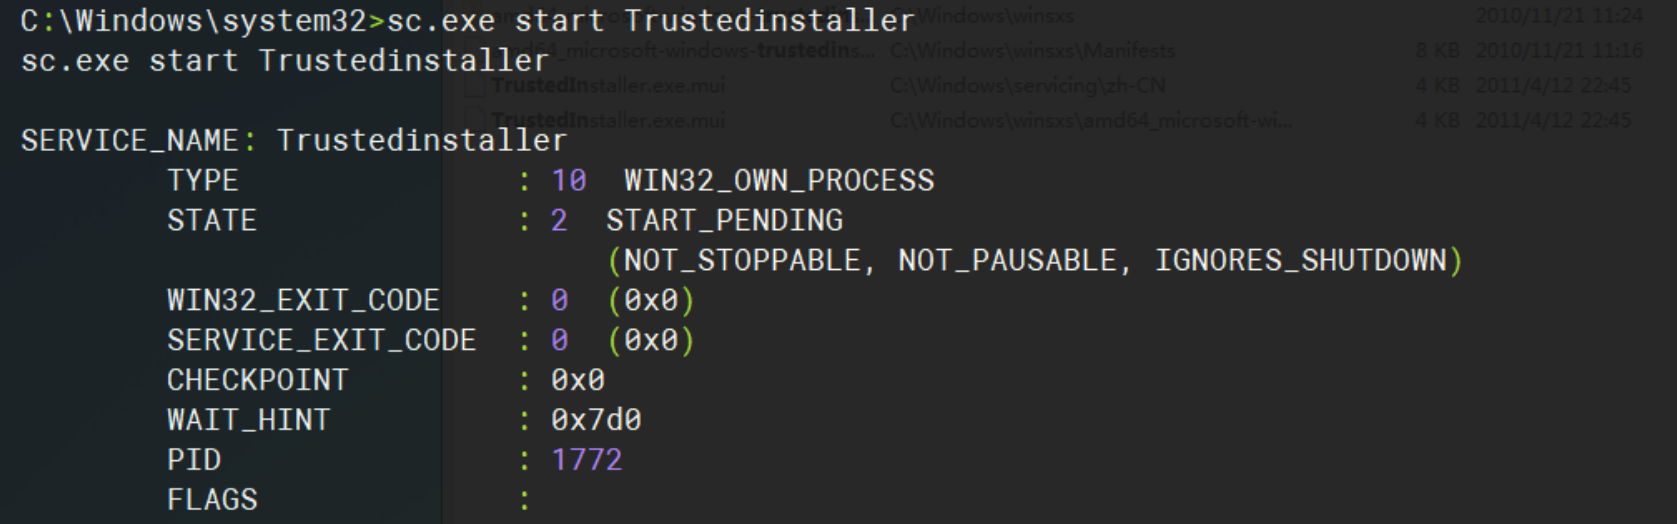 C:\Windows\system32>sc.exe start Trustedinstaller
sc.exe start Trustedinstaller
SERVICE_NAME: Trustedinstaller
TYPE : 10 WIN32_OWN_PROCESS
STATE : 2 START_PENDING
(NOT_STOPPABLE, NOT_PAUSABLE, IGNORES_SHUTDOWN)
WIN32_EXIT_CODE : 0 (0x0)
SERVICE_EXIT_CODE : 0 (0x0)
CHECKPOINT : 0x0
WAIT_HINT : 0x7d0
PID : 1772
FLAGS :
C:\Windows\winsxs 2010/11/21 11:24
amd64_microsoft-windows-trustedins... C:\Windows\winsxs\Manifests 8 KB 2010/11/21 11:16
TrustedInstaller.exe.mui C:\Windows\servicing\zh-CN 4 KB 2011/4/12 22:45
TrustedInstaller.exe.mui C:\Windows\winsxs\amd64_microsoft-wi... 4 KB 2011/4/12 22:45